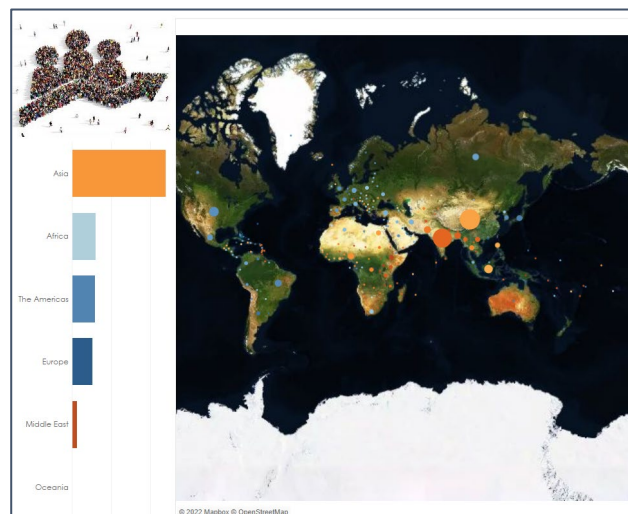 Asia
Africa
The Americas
Europe
Middle East
Oceania
© 2022 Mapbox © OpenStreetMap